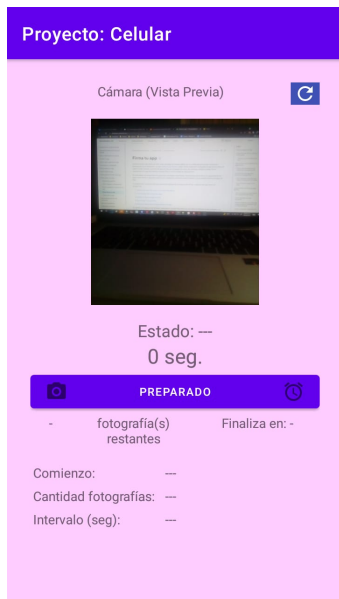 Proyecto: Celular
Cámara (Vista Previa)
Estado: ---
0 seg.
PREPARADO
- fotografía(s) Finaliza en: -
restantes
Comienzo: ---
Cantidad fotografías: ---
Intervalo (seg): ---